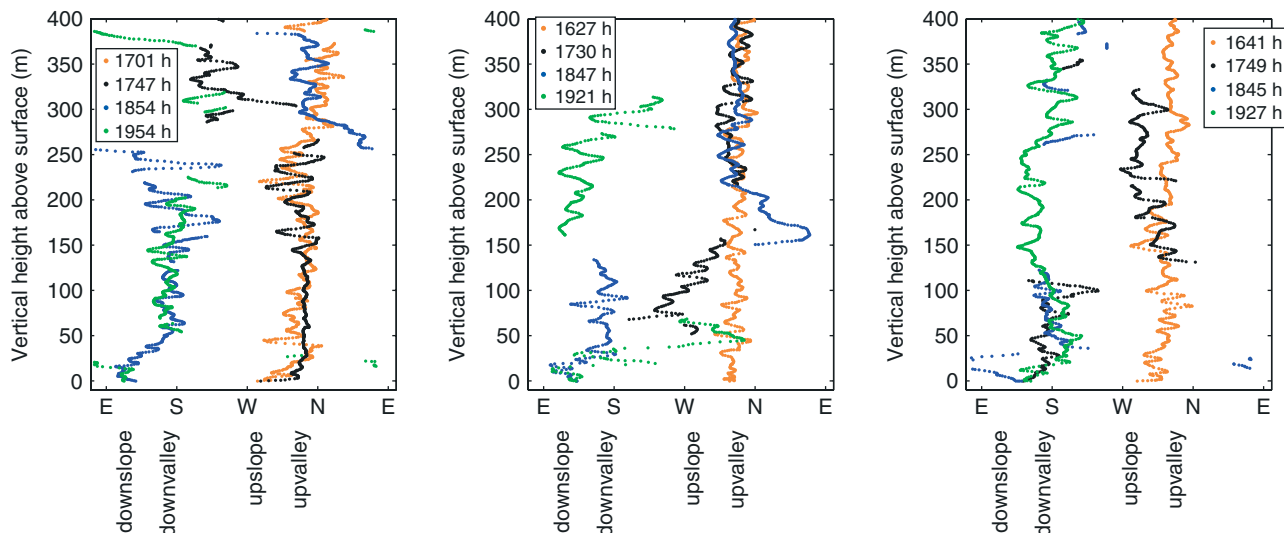 Vertical height above surface (m)
400
350
300
250
200
150
100
50
0
1701 h
1747 h
1854 h
1954 h
E S W N E
downslope
downvalley
upslope
upvalley
Vertical height above surface (m)
400
350
300
250
200
150
100
50
0
1627 h
1730 h
1847 h
1921 h
E S W N E
downslope
downvalley
upslope
upvalley
Vertical height above surface (m)
400
350
300
250
200
150
100
50
0
1641 h
1749 h
1845 h
1927 h
E S W N E
downslope
downvalley
upslope
upvalley